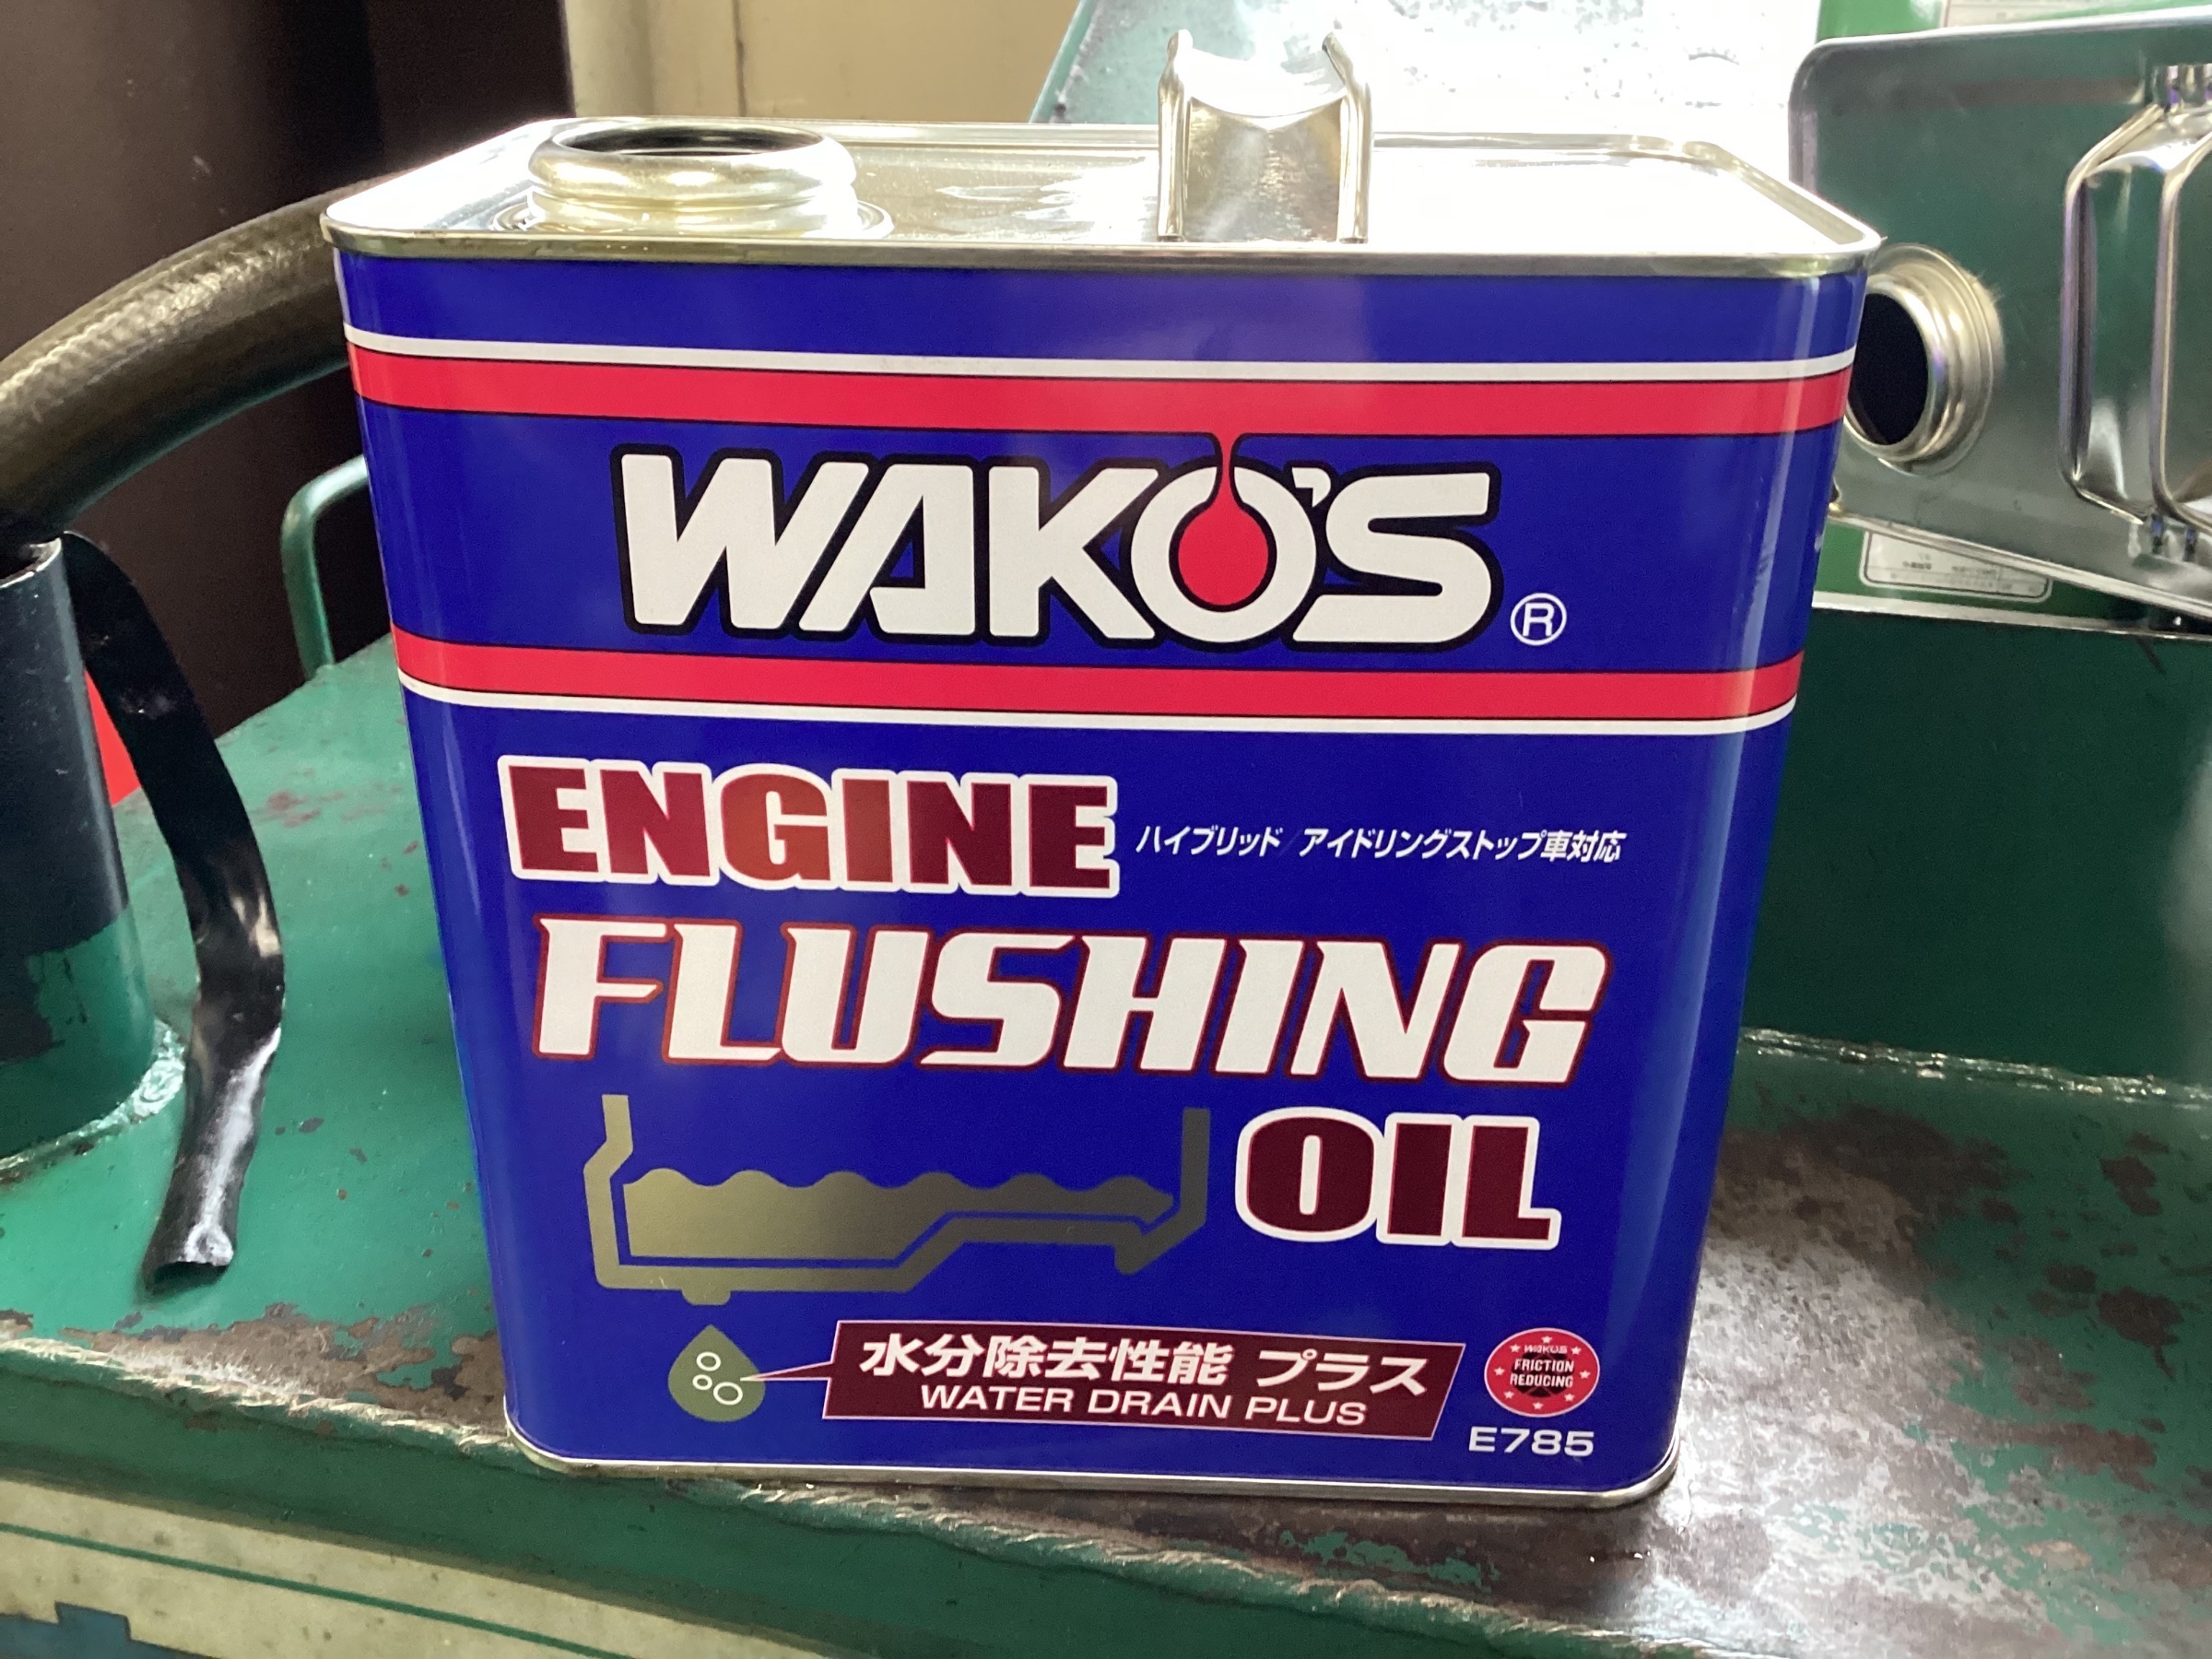 WAKO'S®
ENGINE
ハイブリッド/アイドリングストップ車対応
FLUSHING
OIL
水分除去性能 プラス
WATER DRAIN PLUS
WAKO'S
FRICTION
REDUCING
E785